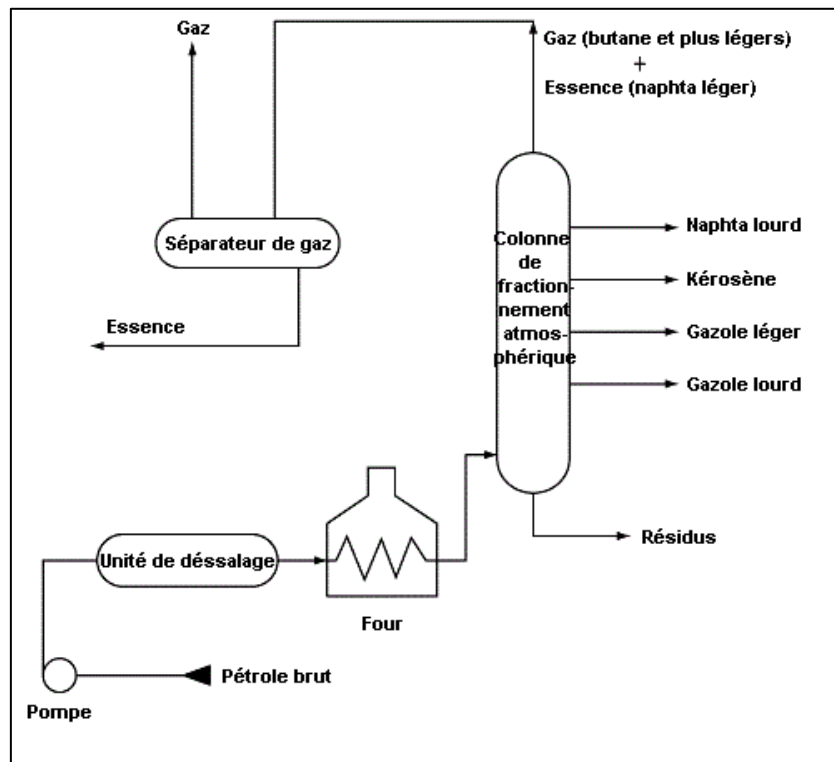 Gaz
Gaz (butane et plus légers)
+
Essence (naphta léger)
Séparateur de gaz
Colonne
de
fraction-
nement
atmos-
phérique
Naphta lourd
Kérosène
Gazole léger
Gazole lourd
Essence
Résidus
Unité de déssalage
Four
Pétrole brut
Pompe